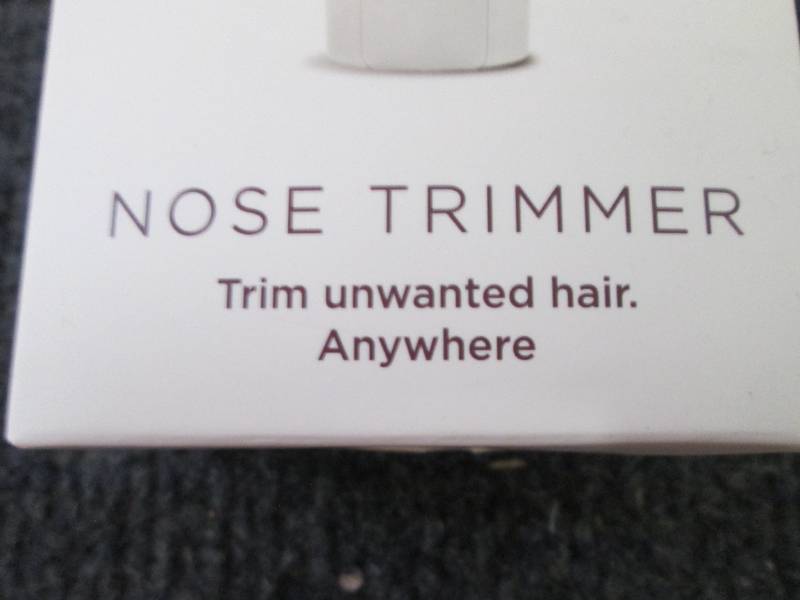 NOSE TRIMMER
Trim unwanted hair.
Anywhere